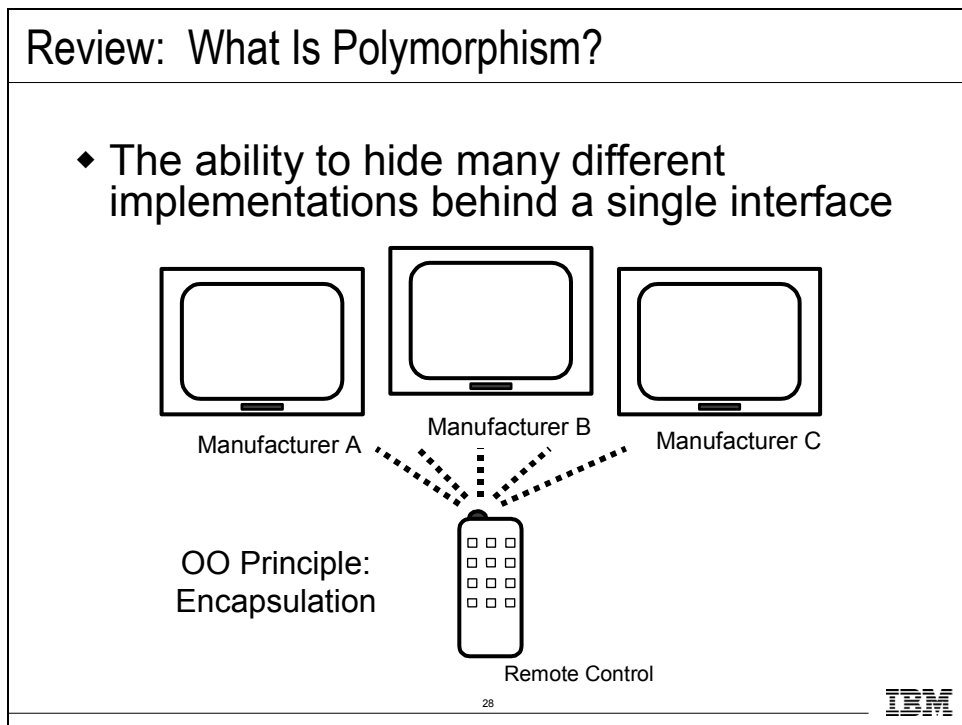 Review: What Is Polymorphism?
◆ The ability to hide many different
implementations behind a single interface
Manufacturer A
Manufacturer B
Manufacturer C
OO Principle:
Encapsulation
Remote Control
28
IBM